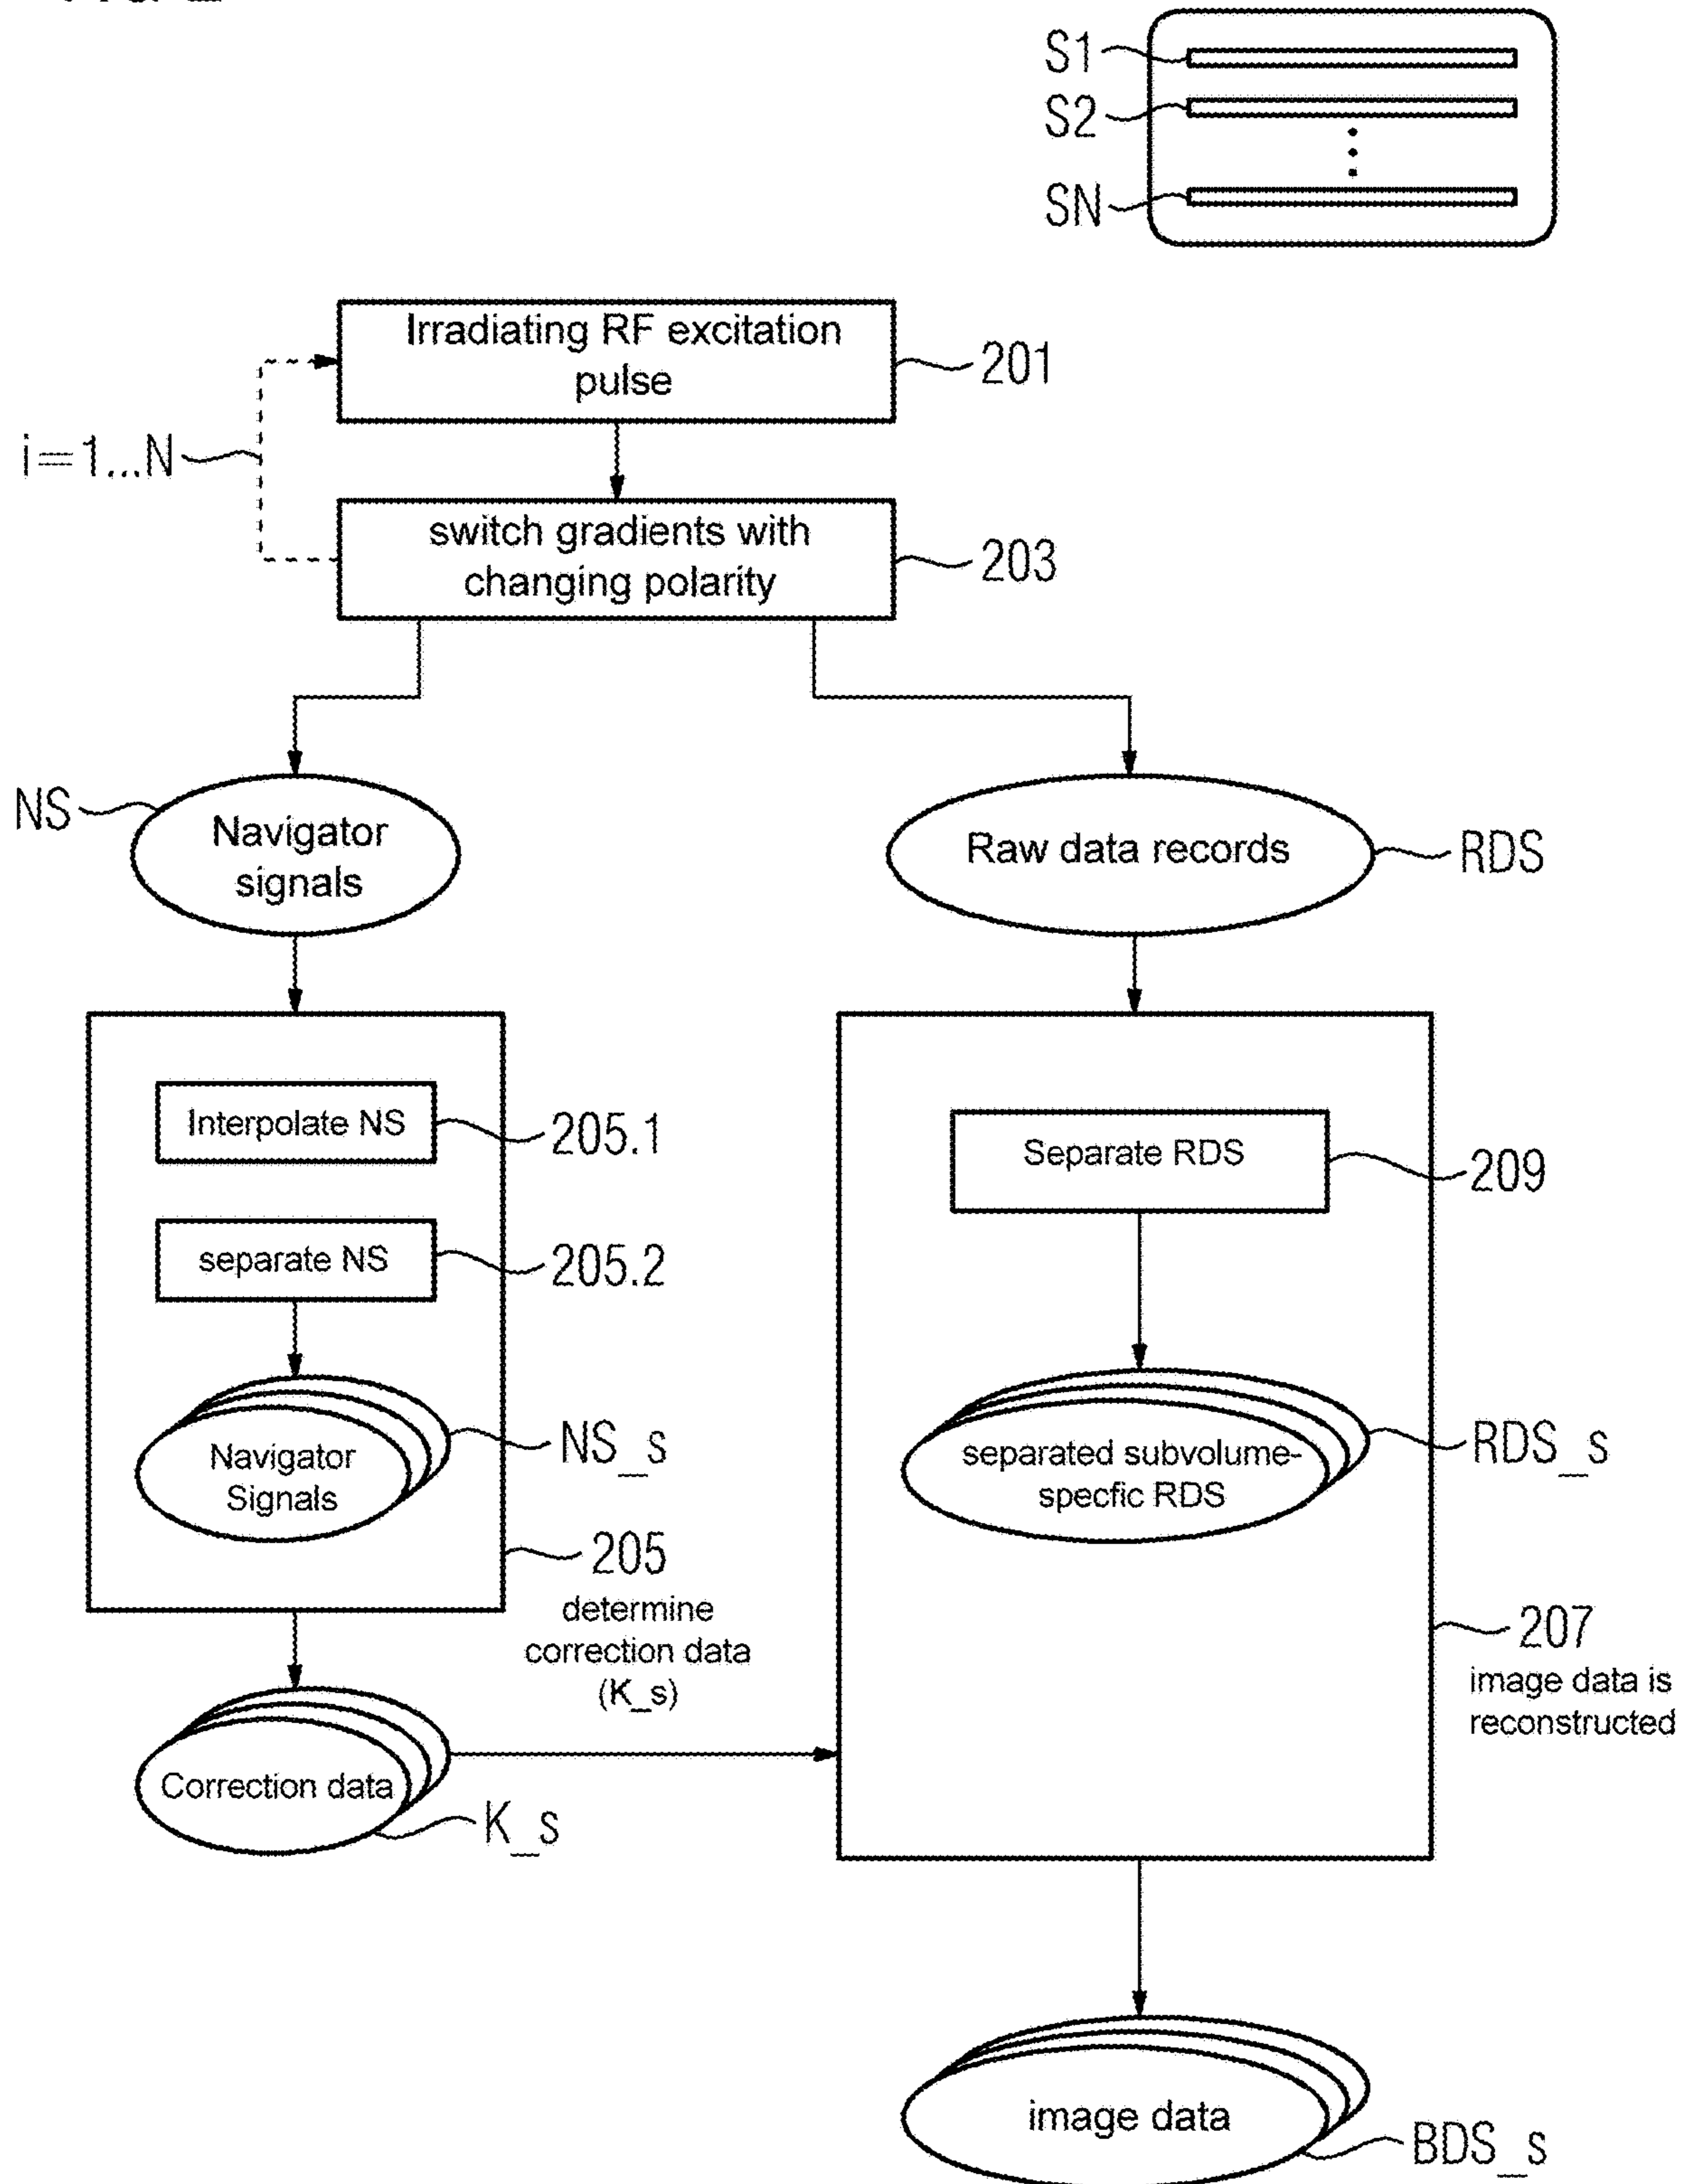 S1
S2
SN
Irradiating RF excitation
pulse
201
i=1...N
switch gradients with
changing polarity
203
NS
Navigator
signals
Raw data records
RDS
Interpolate NS
205.1
separate NS
205.2
Navigator
Signals
NS_s
205
determine
correction data
(K_s)
Separate RDS
209
separated subvolume-
specfic RDS
RDS_s
207
image data is
reconstructed
Correction data
K_s
image data
BDS_s